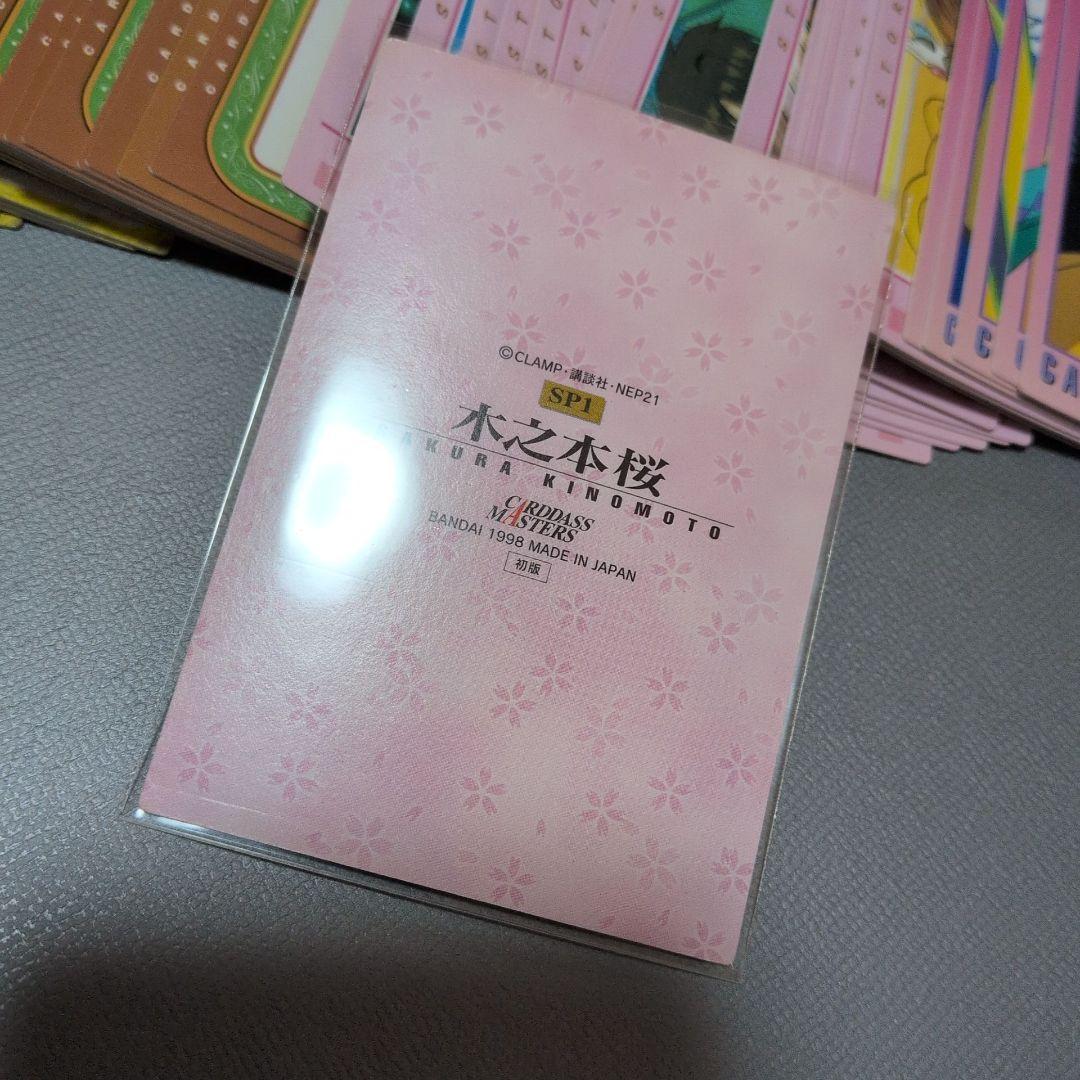 ©CLAMP・講談社・NEP21
SP1
木之本桜
SAKURA KINOMOTO
CARDDASS
MASTERS
BANDAI 1998 MADE IN JAPAN
初版